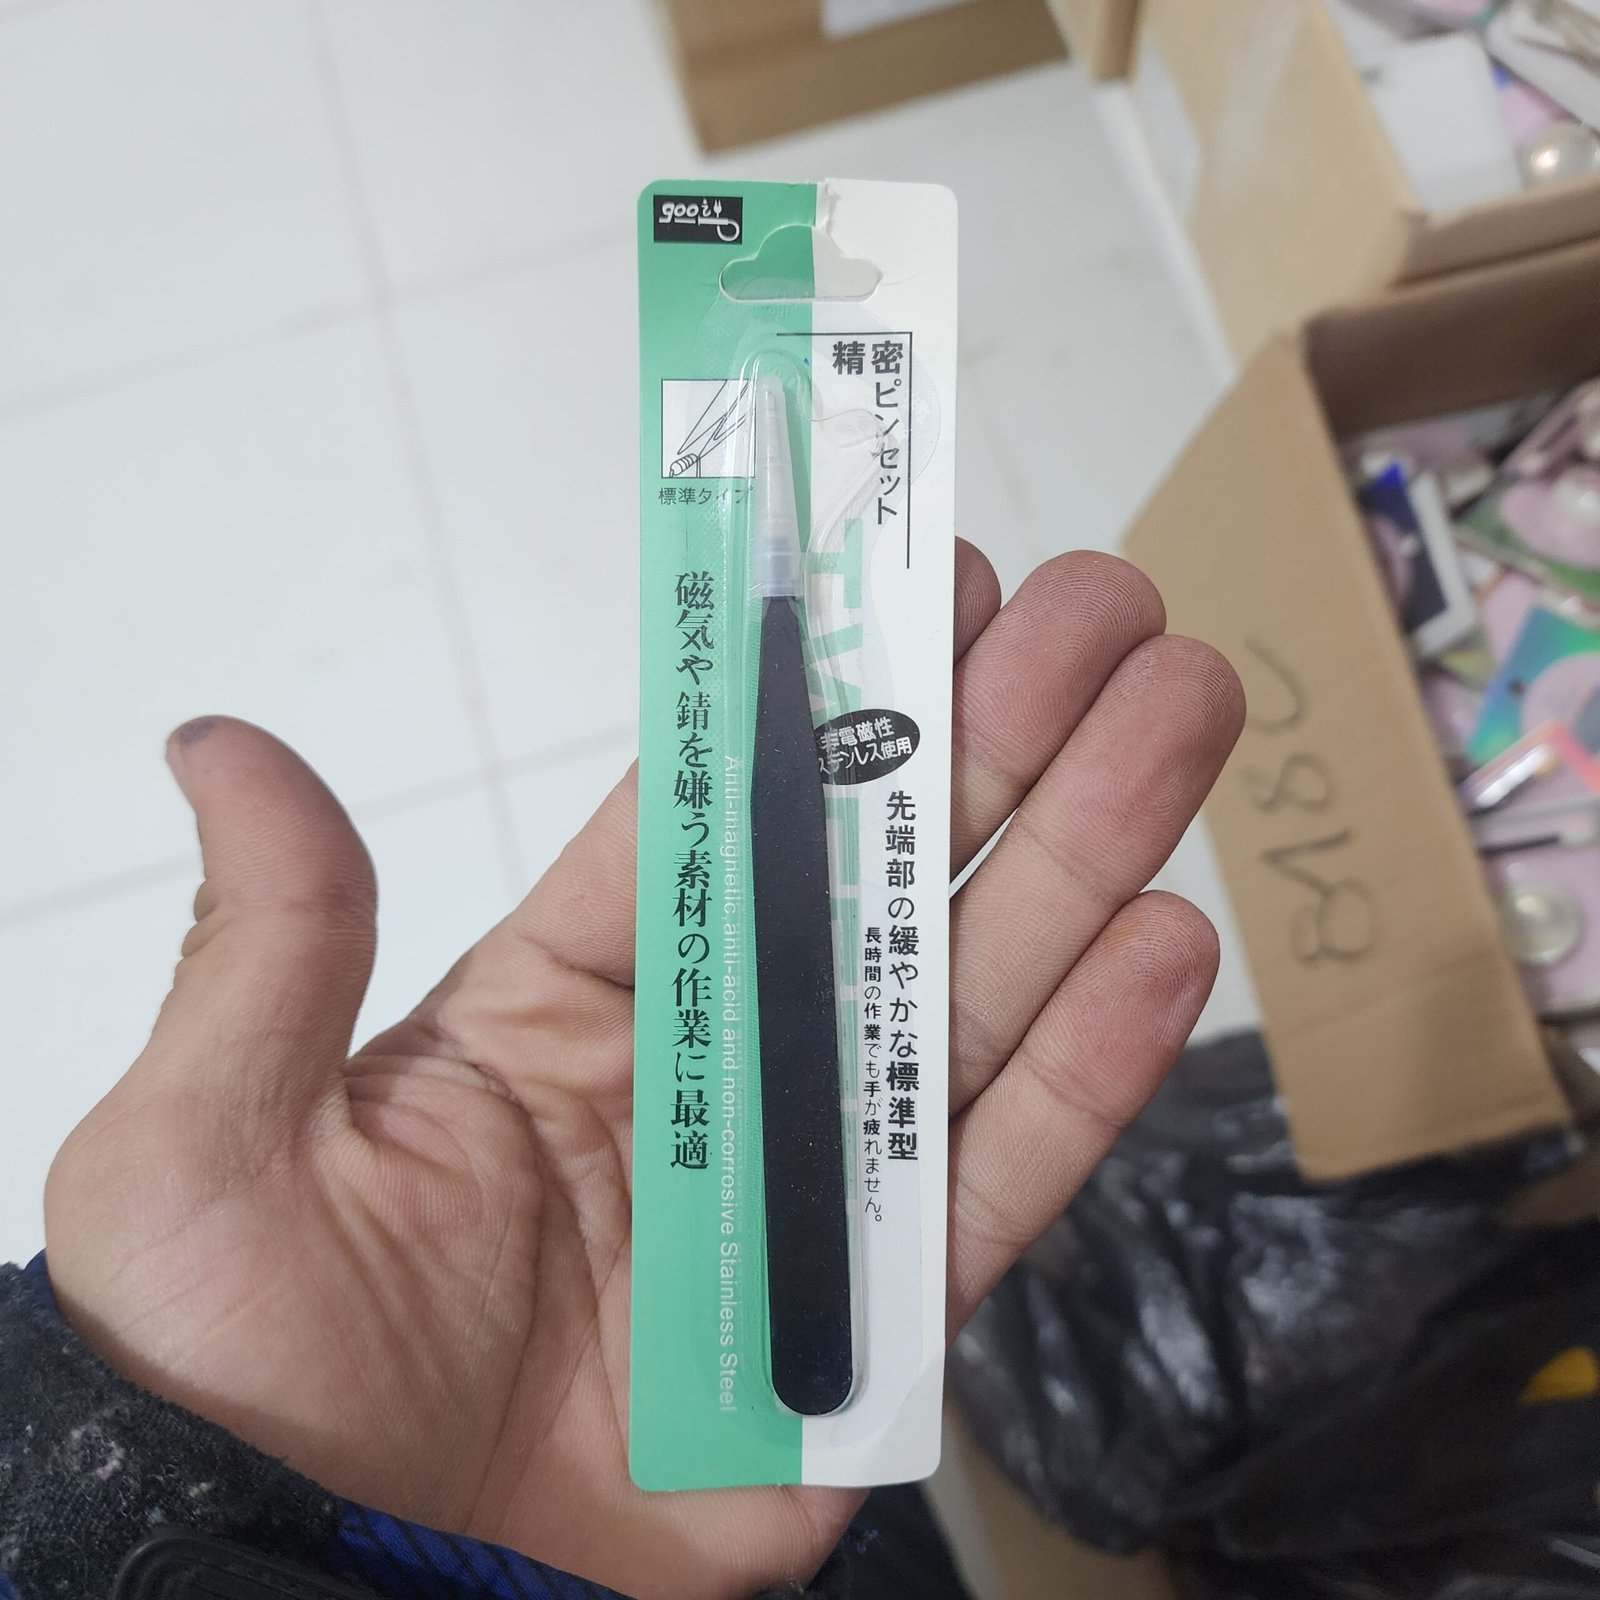 goot
精密ピンセット
標準タイプ
磁気や錆を嫌う素材の作業に最適
Anti-magnetic,anti-acid and non-corrosive Stainless Steel
非電磁性
ステンレス使用
先端部の緩やかな標準型
長時間の作業でも手が疲れません。